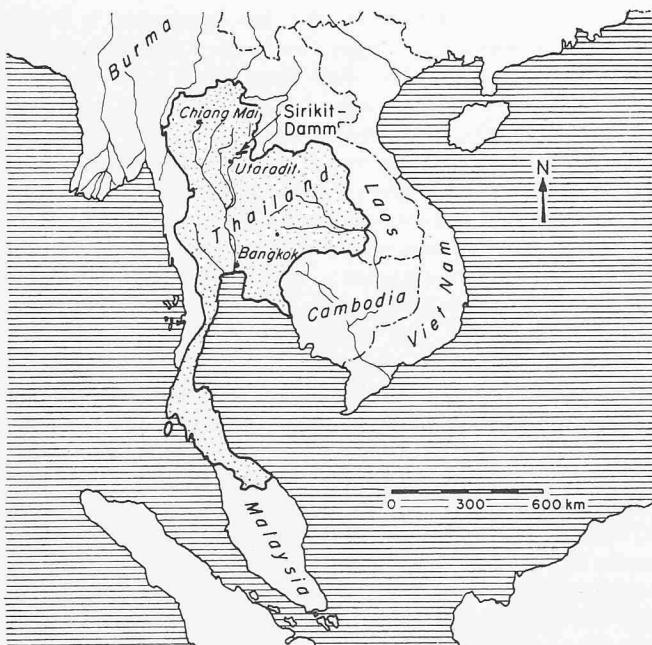 Burma
Chiang Mai
Sirikit-
Damm
Utaradit
Thailand
Laos
N
Bangkok
Cambodia
Viet Nam
0 300 600 km
Malaysia